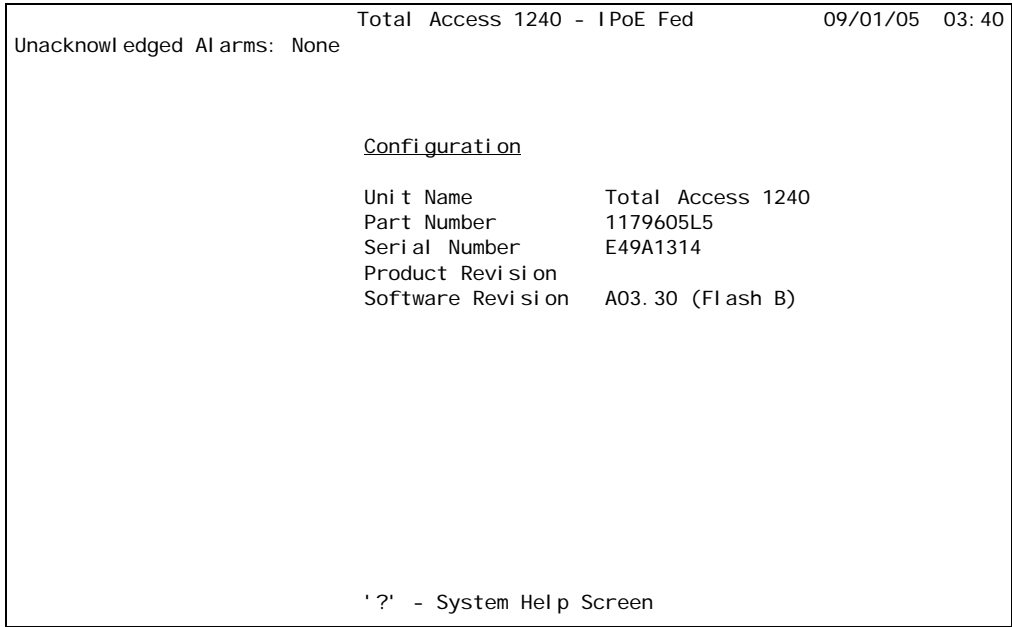 Total Access 1240 - IPoE Fed 09/01/05 03:40
Unacknowledged Alarms: None
Configuration
Unit Name Total Access 1240
Part Number 1179605L5
Serial Number E49A1314
Product Revision
Software Revision A03.30 (Flash B)
'?' - System Help Screen